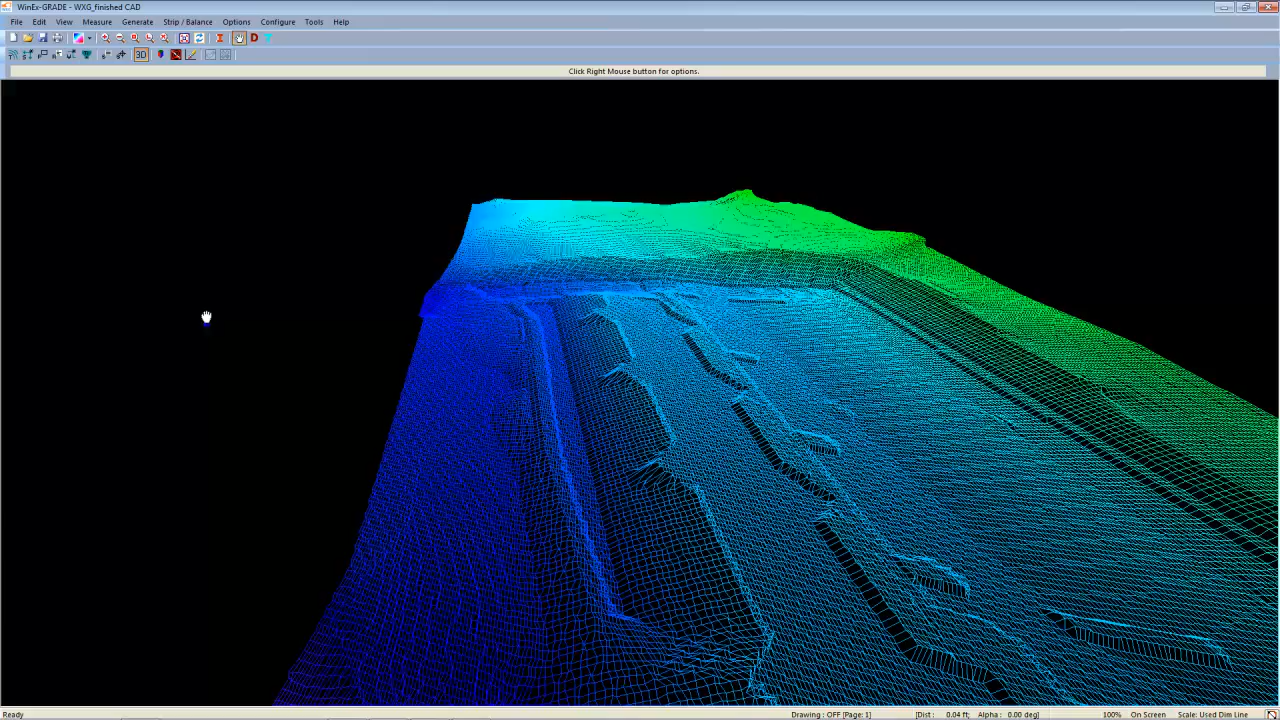 WinEx-GRADE - WXG_finished CAD
File Edit View Measure Generate Strip / Balance Options Configure Tools Help
D
3D
Click Right Mouse button for options.
Ready Drawing : OFF [Page: 1] [Dist : 0.04 ft; Alpha : 0.00 deg] 100% On Screen Scale: Used Dim Line